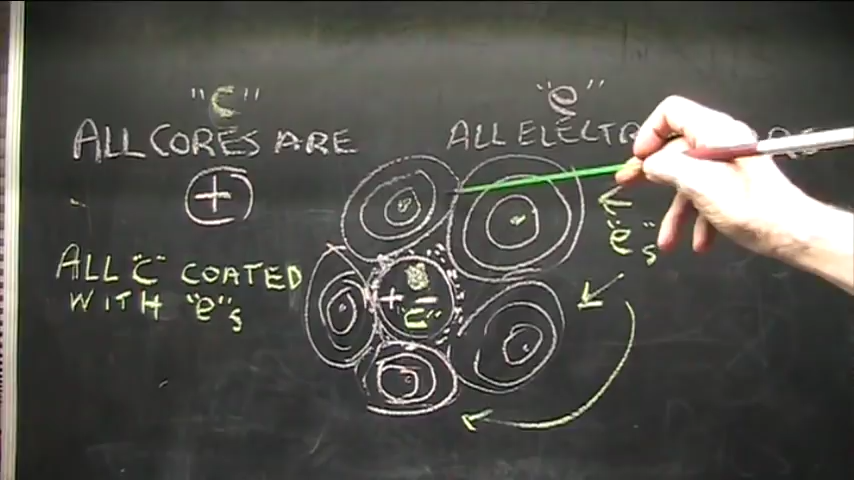 "C"
ALL CORES ARE
+
ALL "C" COATED
WITH "e"s
"e"
ALL ELECTR
"e"s
+ -
"C"